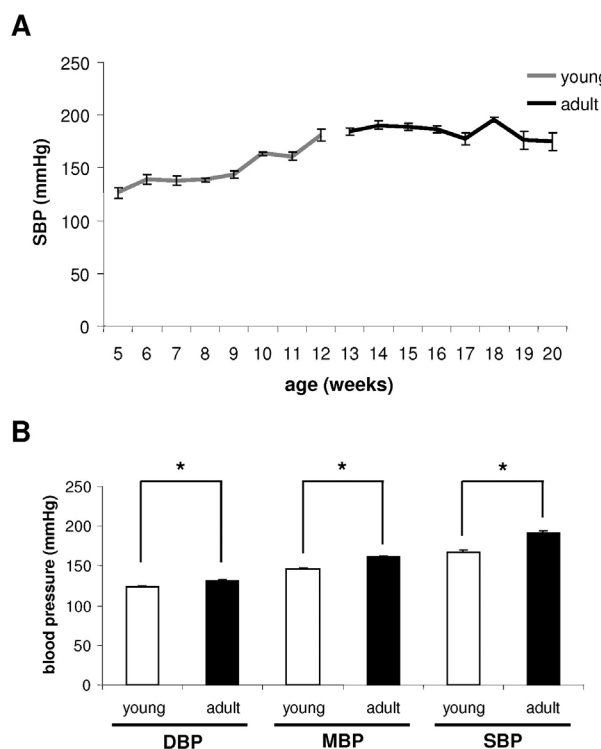 A
250
200
150
100
50
0
SBP (mmHg)
young
adult
5 6 7 8 9 10 11 12 13 14 15 16 17 18 19 20
age (weeks)
B
* * *
250
200
150
100
50
0
blood pressure (mmHg)
young adult young adult young adult
DBP MBP SBP